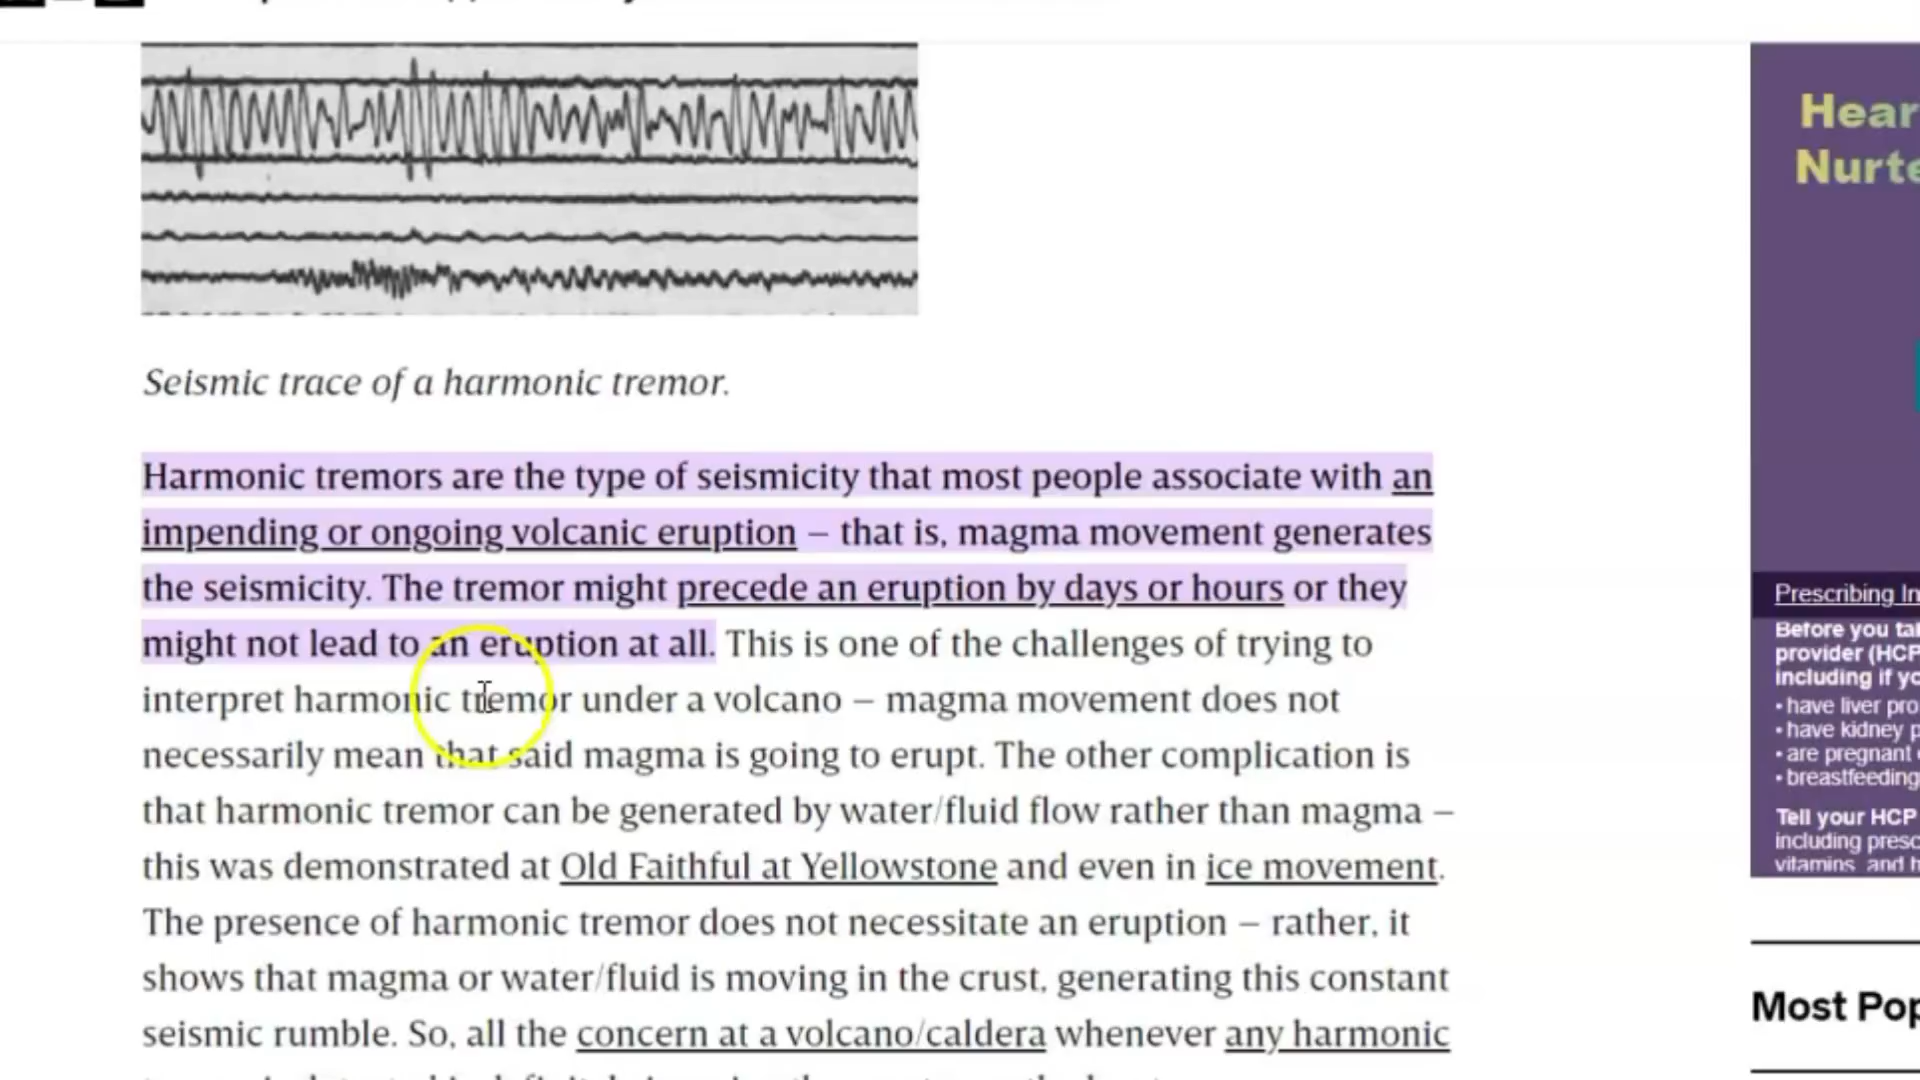 Seismic trace of a harmonic tremor.
Harmonic tremors are the type of seismicity that most people associate with an
impending or ongoing volcanic eruption – that is, magma movement generates
the seismicity. The tremor might precede an eruption by days or hours or they
might not lead to an eruption at all. This is one of the challenges of trying to
interpret harmonic tremor under a volcano – magma movement does not
necessarily mean that said magma is going to erupt. The other complication is
that harmonic tremor can be generated by water/fluid flow rather than magma –
this was demonstrated at Old Faithful at Yellowstone and even in ice movement.
The presence of harmonic tremor does not necessitate an eruption – rather, it
shows that magma or water/fluid is moving in the crust, generating this constant
seismic rumble. So, all the concern at a volcano/caldera whenever any harmonic
Hear
Nurte
Prescribing In
Before you tak
provider (HCP
including if yo
• have liver pro
• have kidney p
• are pregnant
• breastfeeding
Tell your HCP
including presc
vitamins, and h
Most Pop